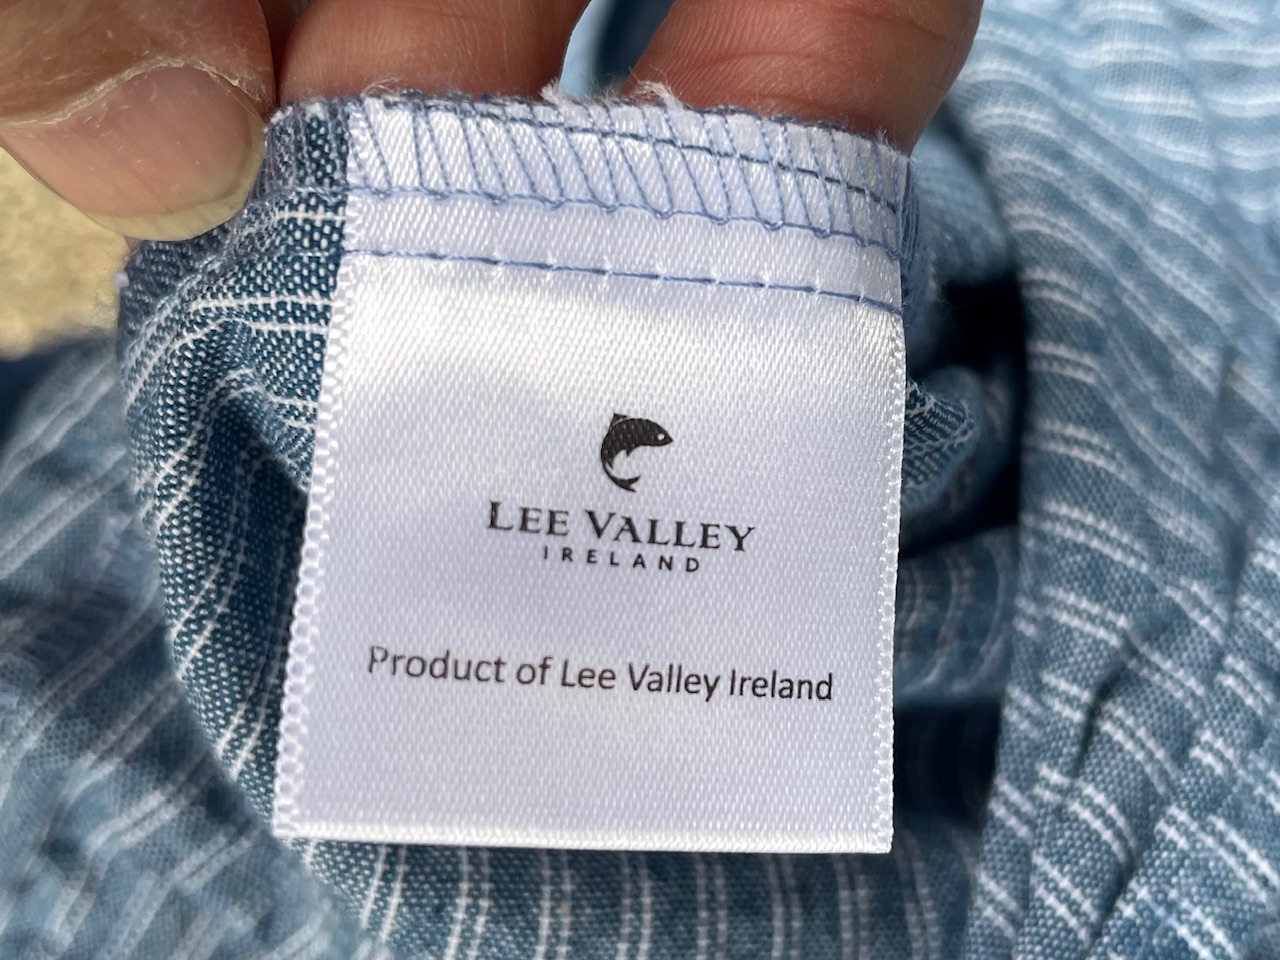 LEE VALLEY
IRELAND
Product of Lee Valley Ireland